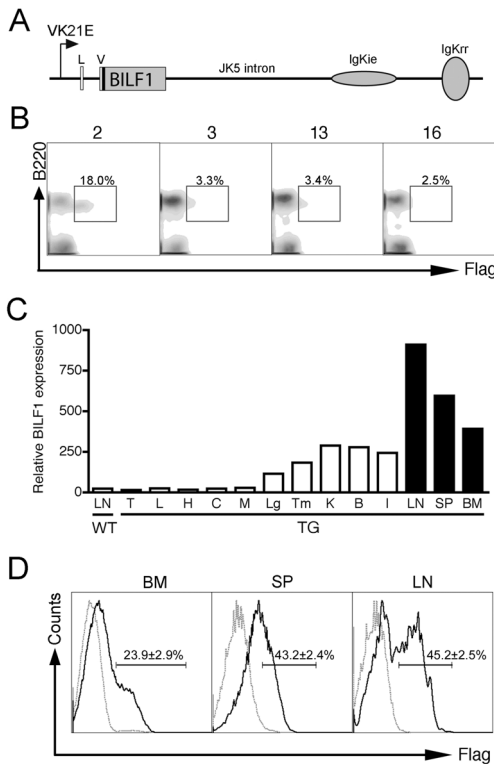 A
VK21E
L V
BILF1
JK5 intron
IgKie
IgKrr
B
2 3 13 16
B220
18.0% 3.3% 3.4% 2.5%
Flag
C
Relative BILF1 expression
1000
750
500
250
0
LN T L H C M Lg Tm K B I LN SP BM
WT TG
D
BM SP LN
Counts
23.9±2.9% 43.2±2.4% 45.2±2.5%
Flag